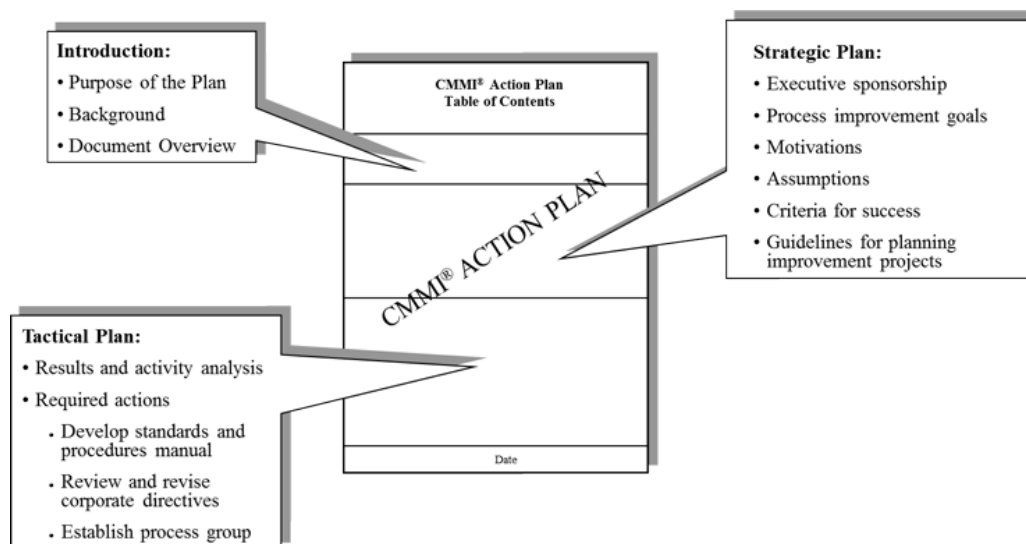 Introduction:
• Purpose of the Plan
• Background
• Document Overview
CMMI® Action Plan
Table of Contents
CMMI® ACTION PLAN
Date
Strategic Plan:
• Executive sponsorship
• Process improvement goals
• Motivations
• Assumptions
• Criteria for success
• Guidelines for planning
improvement projects
Tactical Plan:
• Results and activity analysis
• Required actions
• Develop standards and
procedures manual
• Review and revise
corporate directives
• Establish process group